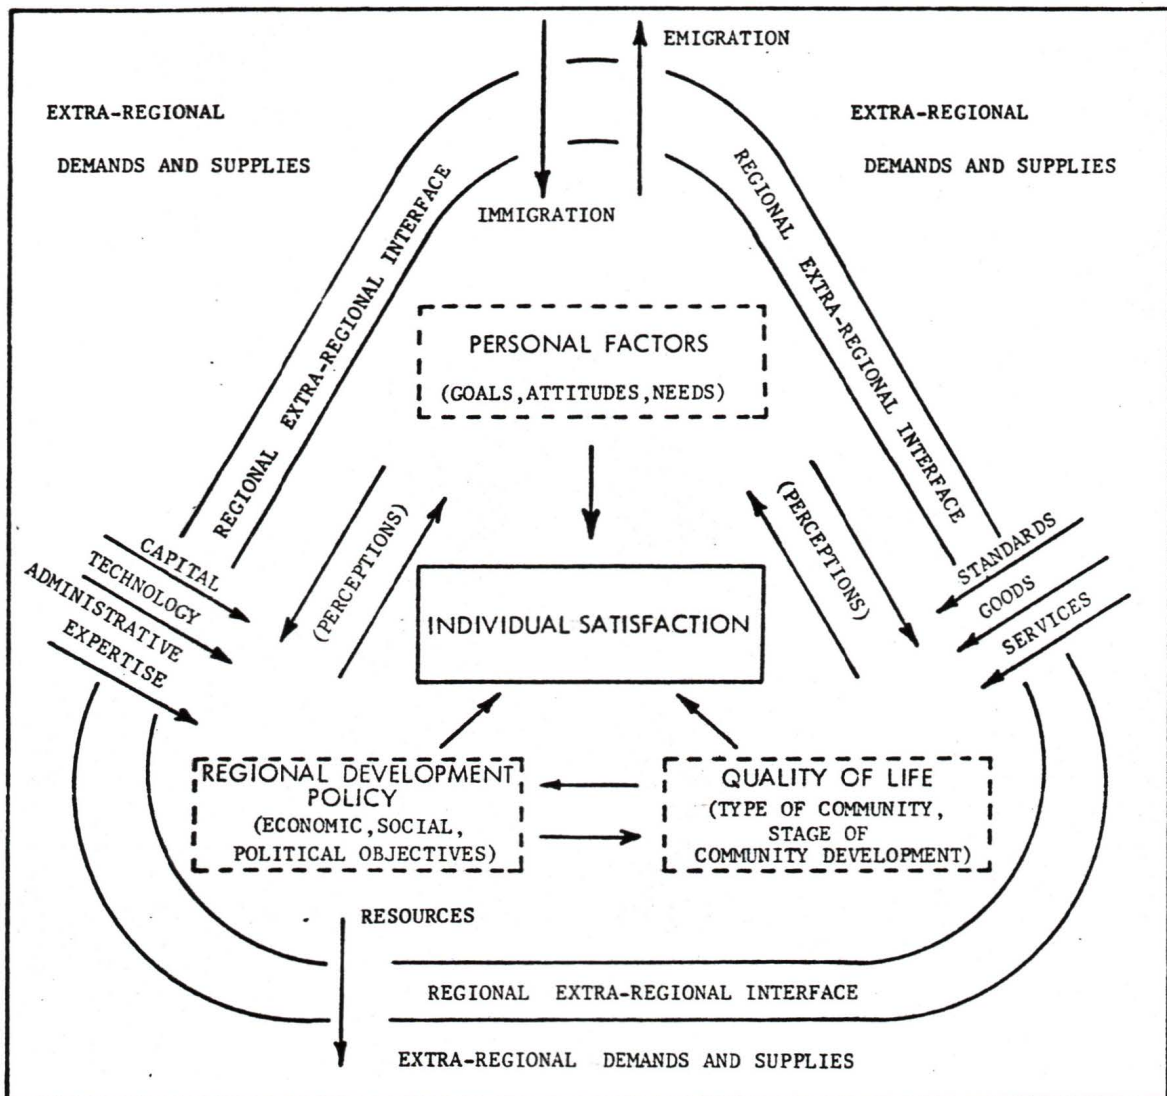 EMIGRATION
EXTRA-REGIONAL
DEMANDS AND SUPPLIES
EXTRA-REGIONAL
DEMANDS AND SUPPLIES
IMMIGRATION
REGIONAL EXTRA-REGIONAL INTERFACE
REGIONAL EXTRA-REGIONAL INTERFACE
PERSONAL FACTORS
(GOALS,ATTITUDES,NEEDS)
(PERCEPTIONS)
(PERCEPTIONS)
CAPITAL
TECHNOLOGY
ADMINISTRATIVE
EXPERTISE
STANDARDS
GOODS
SERVICES
INDIVIDUAL SATISFACTION
REGIONAL DEVELOPMENT
POLICY
(ECONOMIC,SOCIAL,
POLITICAL OBJECTIVES)
QUALITY OF LIFE
(TYPE OF COMMUNITY,
STAGE OF
COMMUNITY DEVELOPMENT)
RESOURCES
REGIONAL EXTRA-REGIONAL INTERFACE
EXTRA-REGIONAL DEMANDS AND SUPPLIES